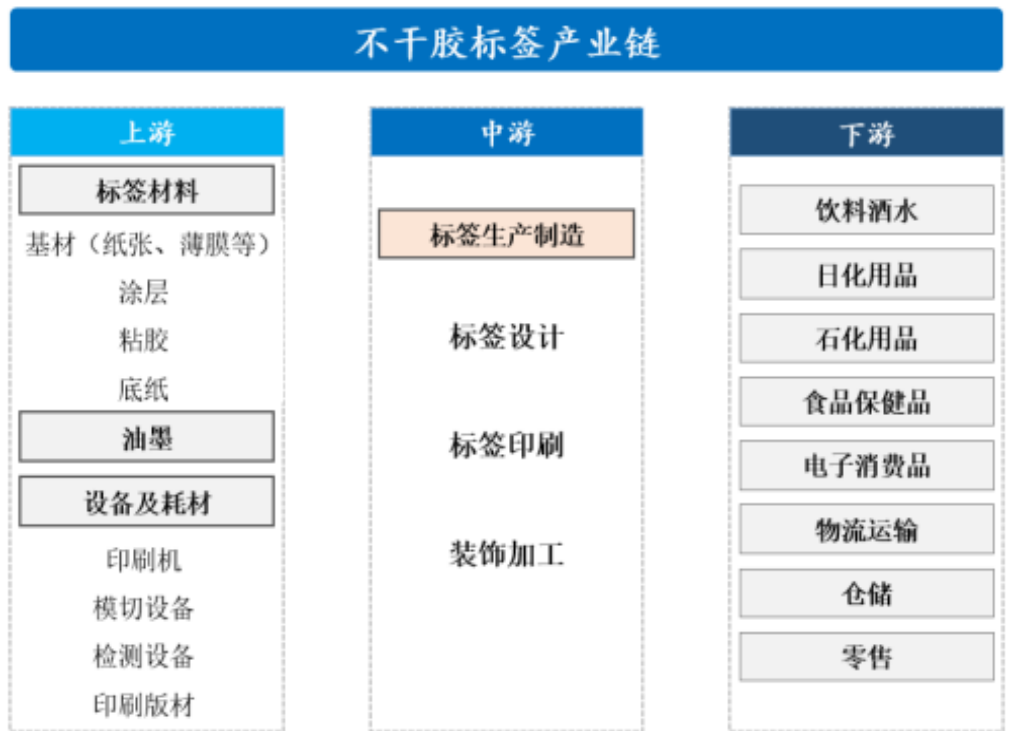 不干胶标签产业链
上游
标签材料
基材（纸张、薄膜等）
涂层
粘胶
底纸
油墨
设备及耗材
印刷机
模切设备
检测设备
印刷版材
中游
标签生产制造
标签设计
标签印刷
装饰加工
下游
饮料酒水
日化用品
石化用品
食品保健品
电子消费品
物流运输
仓储
零售